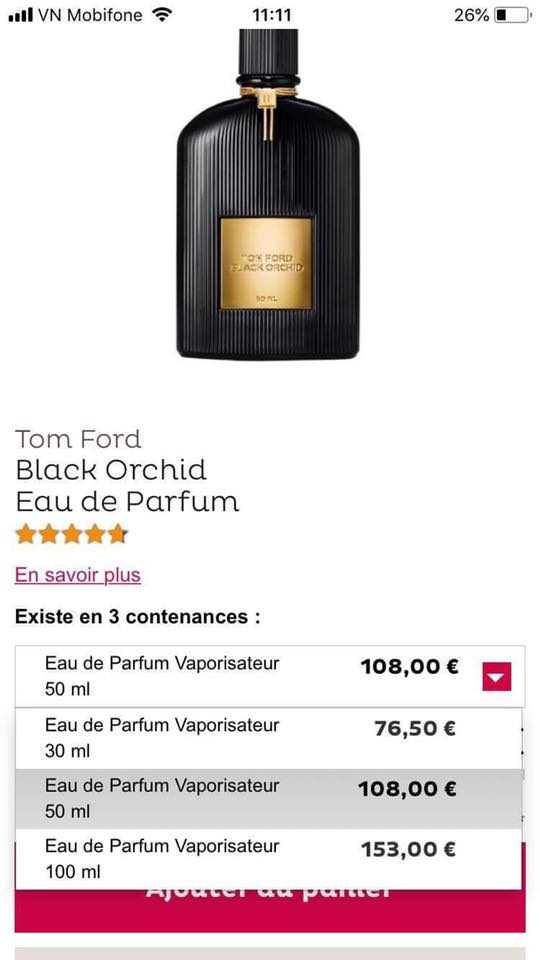 VN Mobifone 11:11 26%
TOM FORD
BLACK ORCHID
50 ML
Tom Ford
Black Orchid
Eau de Parfum
En savoir plus
Existe en 3 contenances :
Eau de Parfum Vaporisateur 108,00 €
50 ml
Eau de Parfum Vaporisateur 76,50 €
30 ml
Eau de Parfum Vaporisateur 108,00 €
50 ml
Eau de Parfum Vaporisateur 153,00 €
100 ml
Ajouter au panier